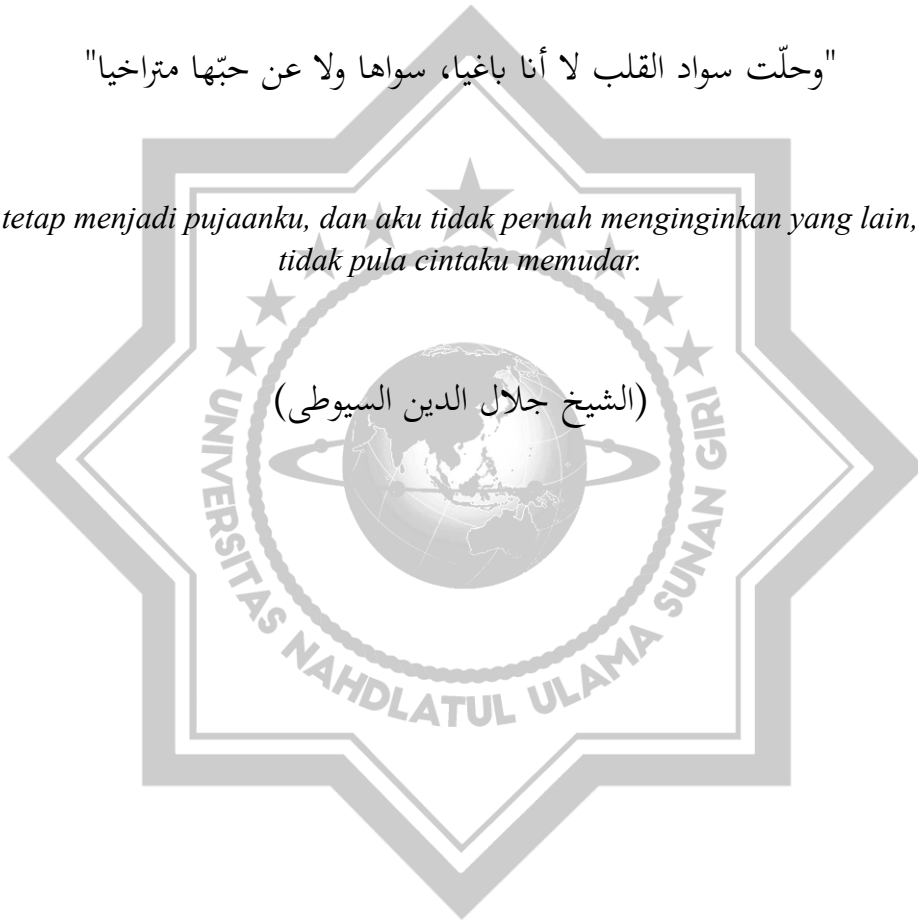 "وحلّت سواد القلب لا أنا باغيا، سواها ولا عن حبّها متراخيا"
tetap menjadi pujaanku, dan aku tidak pernah menginginkan yang lain,
tidak pula cintaku memudar.
(الشيخ جلال الدين السيوطى)
UNIVERSITAS NAHDLATUL ULAMA SUNAN GIRI